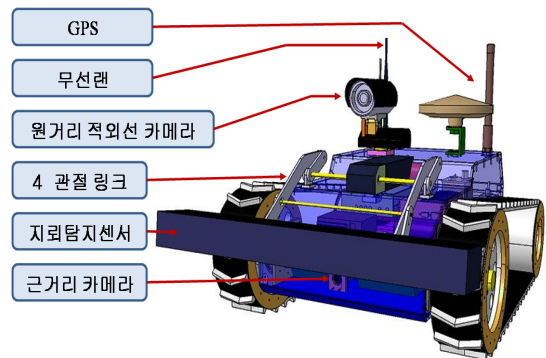 GPS
무선랜
원거리 적외선 카메라
4 관절 링크
지뢰탐지센서
근거리 카메라